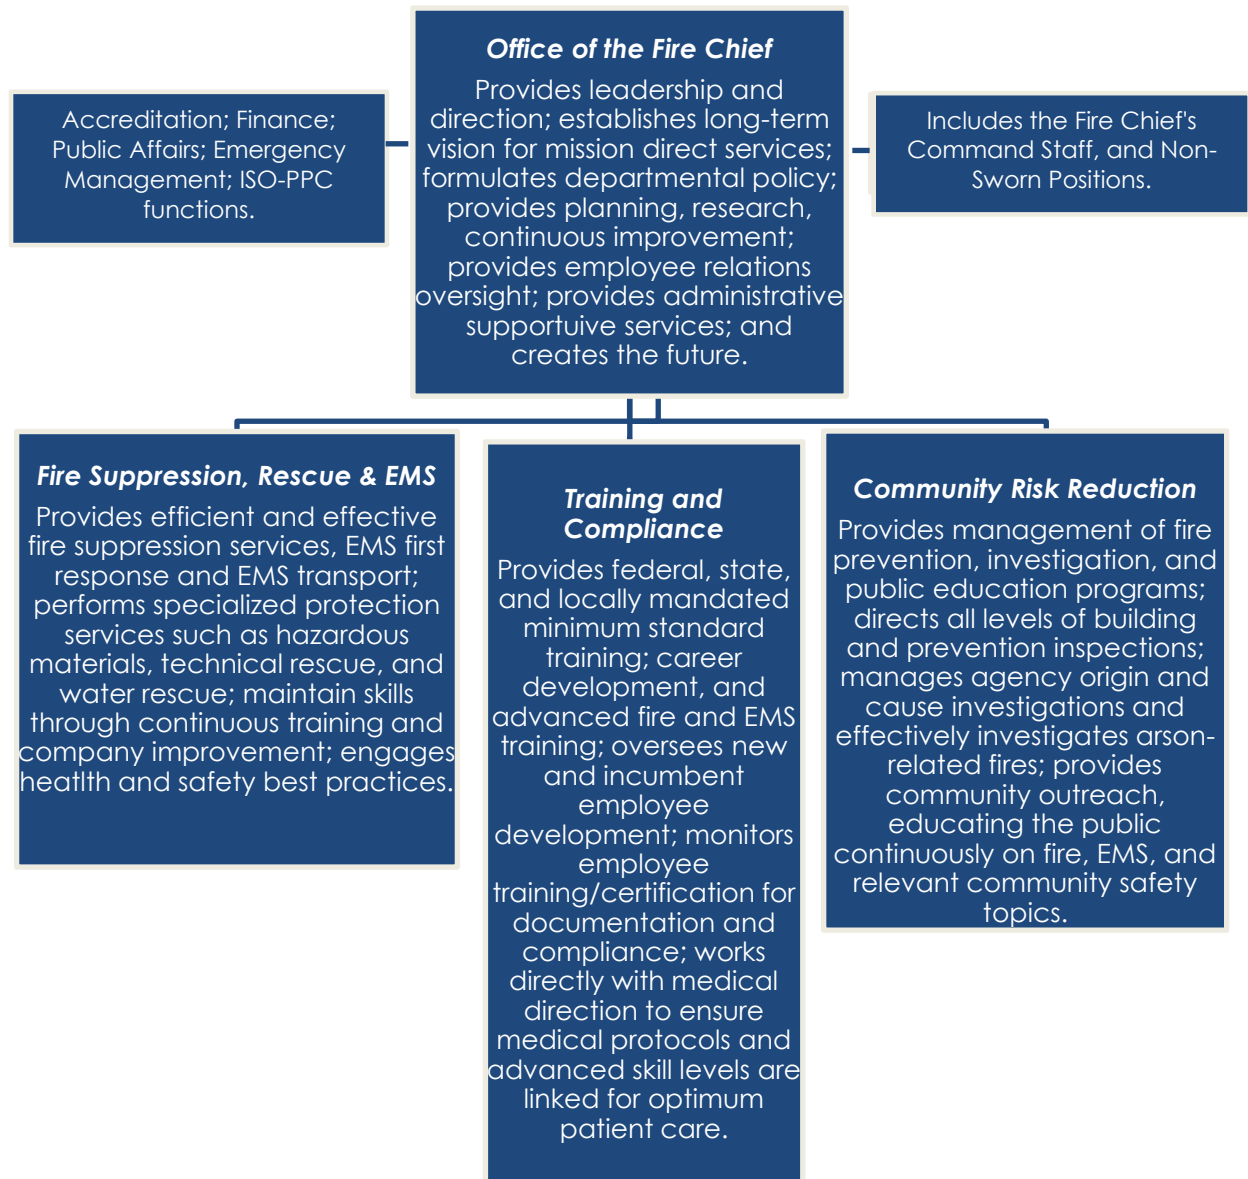 Office of the Fire Chief
Provides leadership and
direction; establishes long-term
vision for mission direct services;
formulates departmental policy;
provides planning, research,
continuous improvement;
provides employee relations
oversight; provides administrative
supportuive services; and
creates the future.
Accreditation; Finance;
Public Affairs; Emergency
Management; ISO-PPC
functions.
Includes the Fire Chief's
Command Staff, and Non-
Sworn Positions.
Fire Suppression, Rescue & EMS
Provides efficient and effective
fire suppression services, EMS first
response and EMS transport;
performs specialized protection
services such as hazardous
materials, technical rescue, and
water rescue; maintain skills
through continuous training and
company improvement; engages
heatlth and safety best practices.
Training and
Compliance
Provides federal, state,
and locally mandated
minimum standard
training; career
development, and
advanced fire and EMS
training; oversees new
and incumbent
employee
development; monitors
employee
training/certification for
documentation and
compliance; works
directly with medical
direction to ensure
medical protocols and
advanced skill levels are
linked for optimum
patient care.
Community Risk Reduction
Provides management of fire
prevention, investigation, and
public education programs;
directs all levels of building
and prevention inspections;
manages agency origin and
cause investigations and
effectively investigates arson-
related fires; provides
community outreach,
educating the public
continuously on fire, EMS, and
relevant community safety
topics.